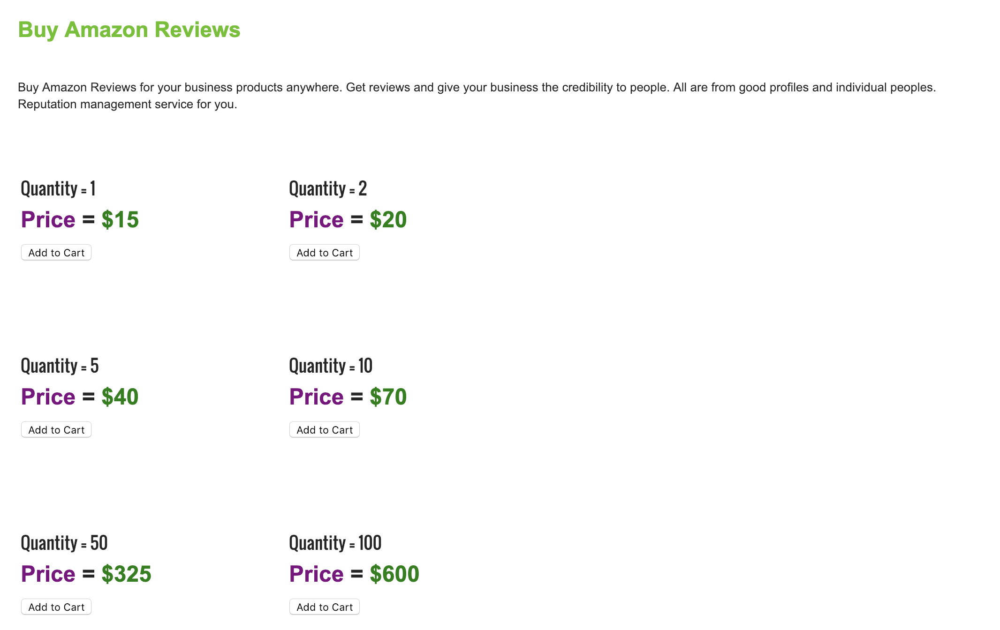 Buy Amazon Reviews
Buy Amazon Reviews for your business products anywhere. Get reviews and give your business the credibility to people. All are from good profiles and individual peoples.
Reputation management service for you.
Quantity = 1
Price = $15
Add to Cart
Quantity = 2
Price = $20
Add to Cart
Quantity = 5
Price = $40
Add to Cart
Quantity = 10
Price = $70
Add to Cart
Quantity = 50
Price = $325
Add to Cart
Quantity = 100
Price = $600
Add to Cart